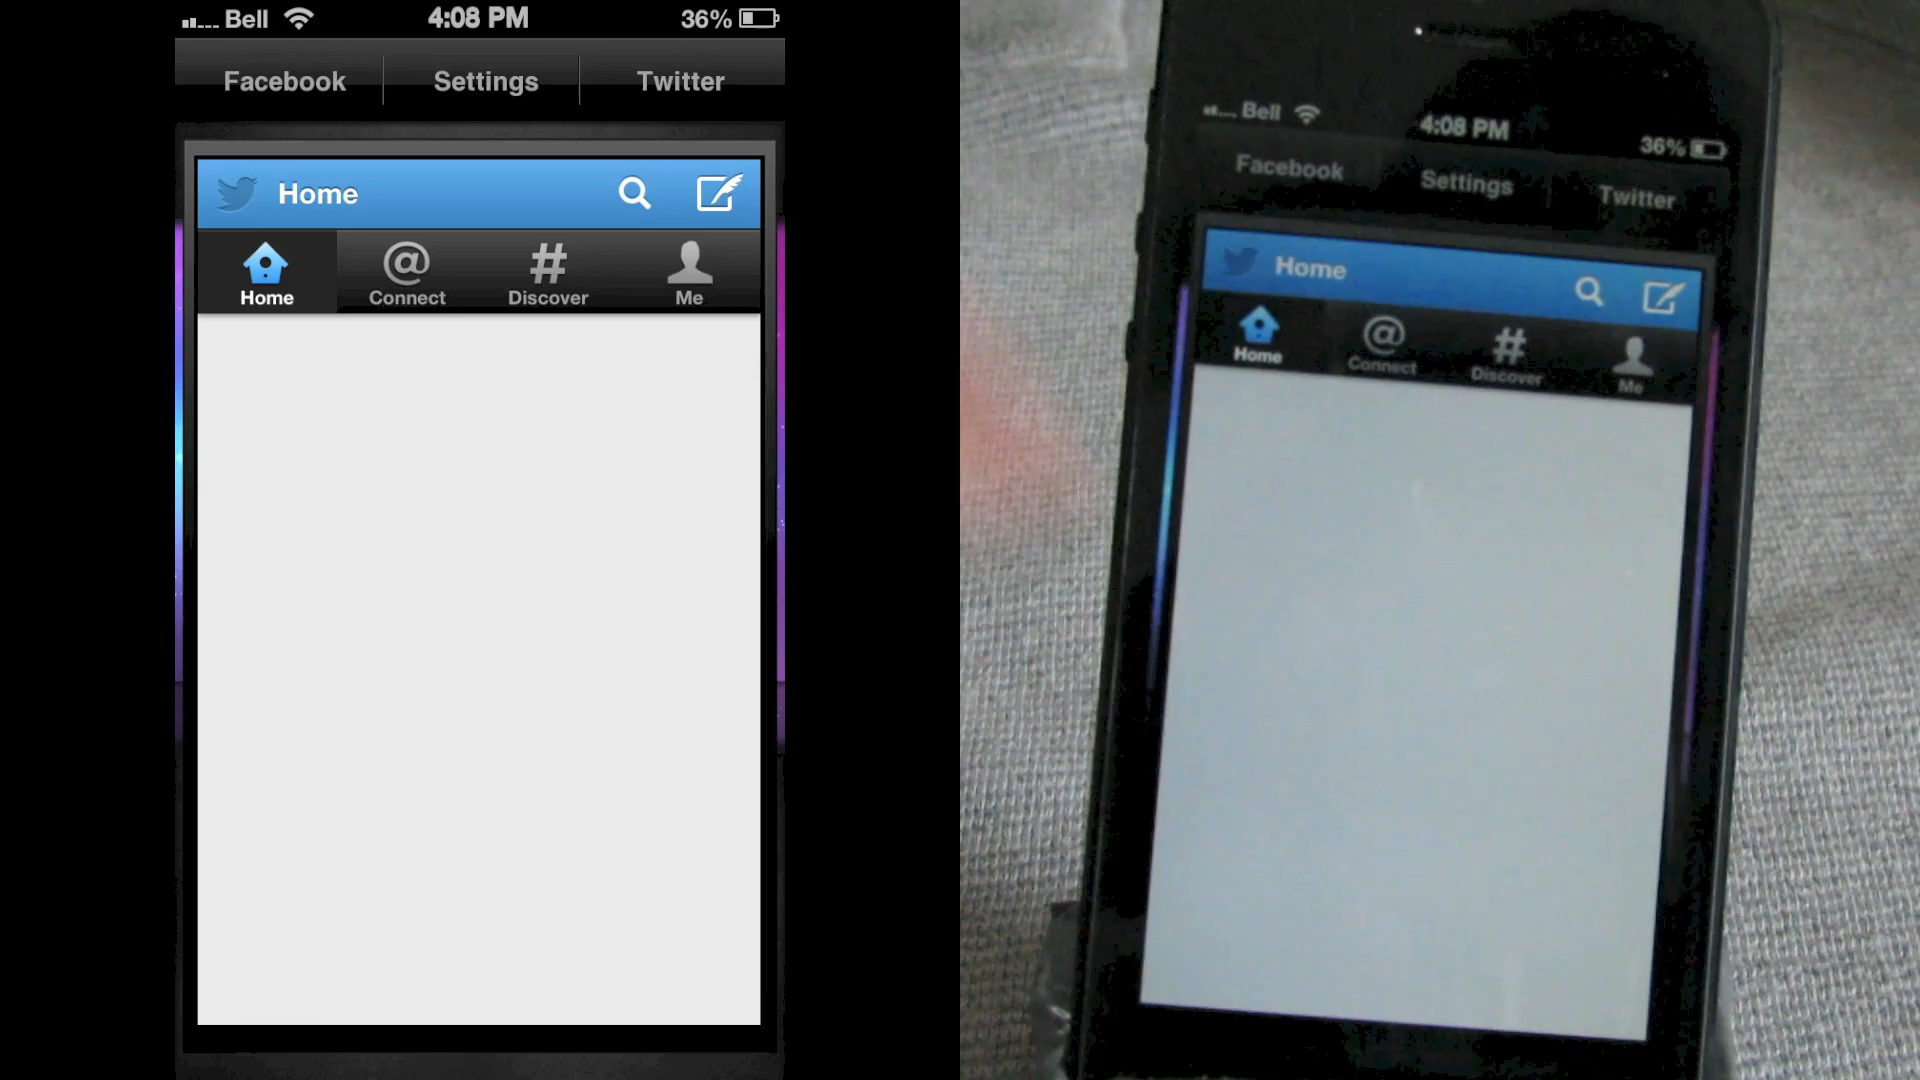 Bell 4:08 PM 36%
Facebook Settings Twitter
Home
Home @ Connect # Discover Me
Bell 4:08 PM 36%
Facebook Settings Twitter
Home
Home @ Connect # Discover Me